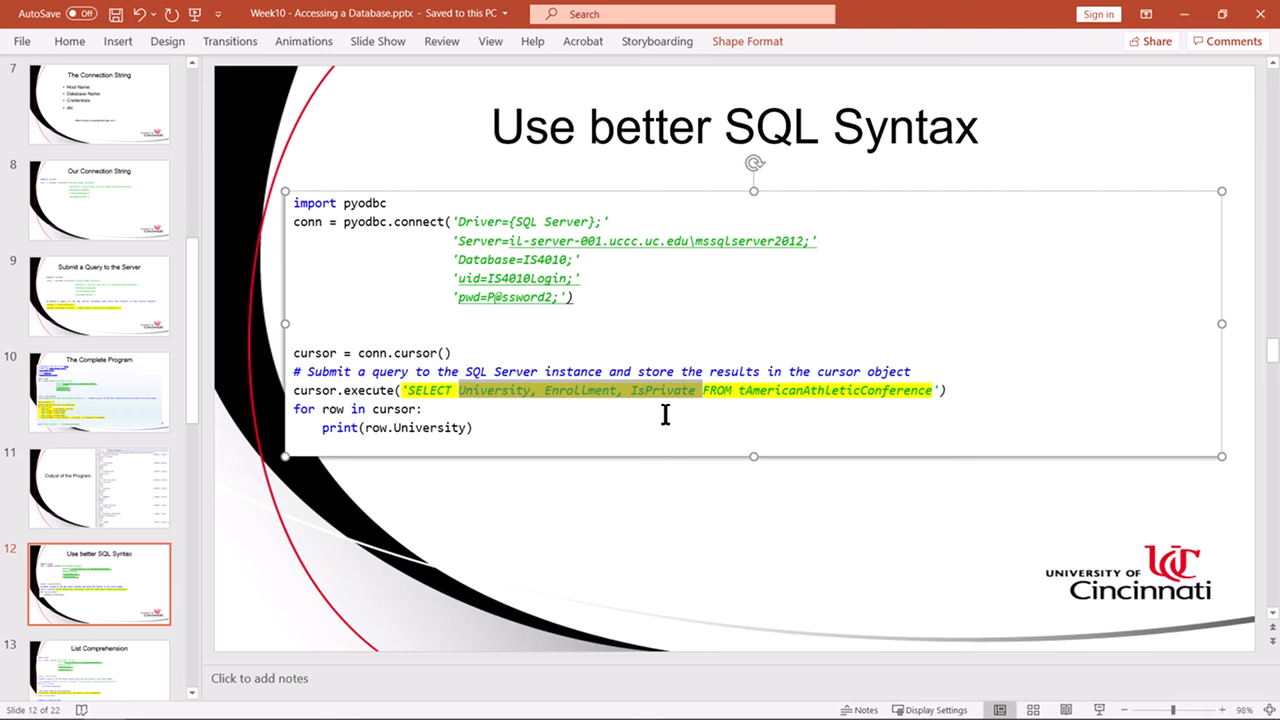 AutoSave Off Week10 - Accessing a Database.pptx - Saved to this PC Search Sign in
File Home Insert Design Transitions Animations Slide Show Review View Help Acrobat Storyboarding Shape Format Share Comments
7
The Connection String
• Host Name
• Database Name
• Credentials
• etc
8
Our Connection String
9
Submit a Query to the Server
10
The Complete Program
11
Output of the Program
12
Use better SQL Syntax
13
List Comprehension
Use better SQL Syntax
import pyodbc
conn = pyodbc.connect('Driver={SQL Server};'
'Server=il-server-001.uccc.uc.edu\mssqlserver2012;'
'Database=IS4010;'
'uid=IS4010Login;'
cursor = conn.cursor()
# Submit a query to the SQL Server instance and store the results in the cursor object
cursor.execute('SELECT University, Enrollment, IsPrivate FROM tAmericanAthleticConference')
for row in cursor:
print(row.University)
UNIVERSITY OF
Cincinnati
Click to add notes
Slide 12 of 22 Notes Display Settings 98%